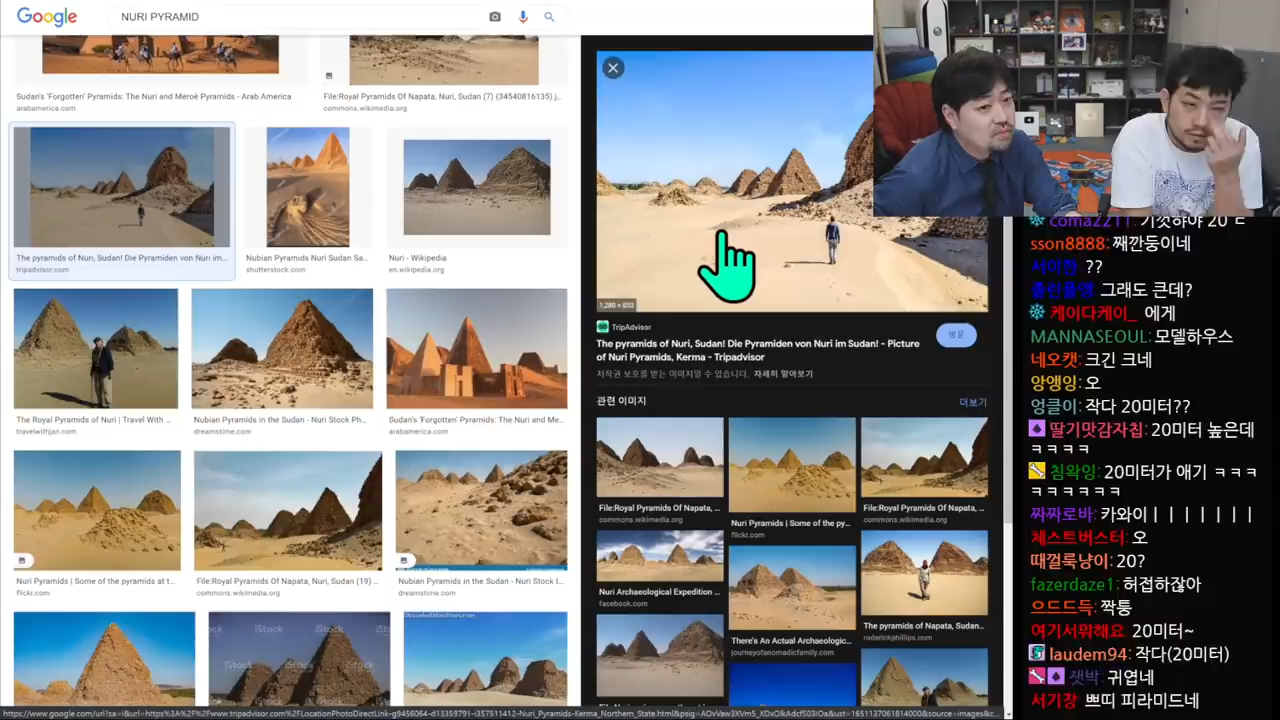 Google
NURI PYRAMID
Sudan's 'Forgotten' Pyramids: The Nuri and Meroë Pyramids - Arab America
arabamerica.com
File:Royal Pyramids Of Napata, Nuri, Sudan (7) (34540816135).j...
commons.wikimedia.org
The pyramids of Nuri, Sudan! Die Pyramiden von Nuri im...
tripadvisor.com
Nubian Pyramids Nuri Sudan Sa...
shutterstock.com
Nuri - Wikipedia
en.wikipedia.org
The Royal Pyramids of Nuri | Travel With ...
travelwithjan.com
Nubian Pyramids in the Sudan - Nuri Stock Ph...
dreamstime.com
Sudan's 'Forgotten' Pyramids: The Nuri and Me...
arabamerica.com
Nuri Pyramids | Some of the pyramids at t...
flickr.com
File:Royal Pyramids Of Napata, Nuri, Sudan (19) ...
commons.wikimedia.org
Nubian Pyramids in the Sudan - Nuri Stock I...
dreamstime.com
iStock
iStock
iStock
iStock
1,280 × 853
TripAdvisor
방문
The pyramids of Nuri, Sudan! Die Pyramiden von Nuri im Sudan! - Picture
of Nuri Pyramids, Kerma - Tripadvisor
저작권 보호를 받는 이미지일 수 있습니다. 자세히 알아보기
관련 이미지
더보기
File:Royal Pyramids Of Napata, ...
commons.wikimedia.org
Nuri Pyramids | Some of the py...
flickr.com
File:Royal Pyramids Of Napata, ...
commons.wikimedia.org
Nuri Archaeological Expedition ...
facebook.com
There's An Actual Archaeologic...
journeyofanomadicfamily.com
The pyramids of Napata, Sudan...
roderickphillips.com
coma2211: 기껏해야 20
sson8888: 째깐둥이네
서이한: ??
그래도 큰데?
케이다케이_ 에게
MANNASEOUL: 모델하우스
네오캣: 크긴 크네
앙앵잉: 오
엉클이: 작다 20미터??
딸기맛감자칩: 20미터 높은데
ㅋㅋㅋㅋ
침왁잉: 20미터가 애기 ㅋㅋㅋ
ㅋㅋㅋㅋㅋㅋ
짜짜로바: 카와이ㅣㅣㅣㅣㅣㅣㅣ
체스트버스터: 오
때껄룩냥이: 20?
fazerdaze1: 허접하잖아
으드드득: 짝퉁
여기서뭐해요 20미터~
laudem94: 작다(20미터)
잿박: 귀엽네
서기장 쁘띠 피라미드네